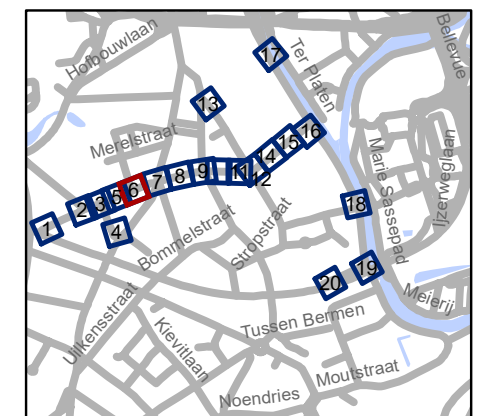 Hofbouwlaan
Ter Platen
Bellevue
17
13
Merelstraat
16
15
14
Marie Sassepad
Ijzerweglaan
11
12
9
8
7
6
5
3
2
1
4
18
Bommelstraat
Stropstraat
19
20
Meierij
Uilkensstraat
Tussen Bermen
Kievitlaan
Moutstraat
Noendries